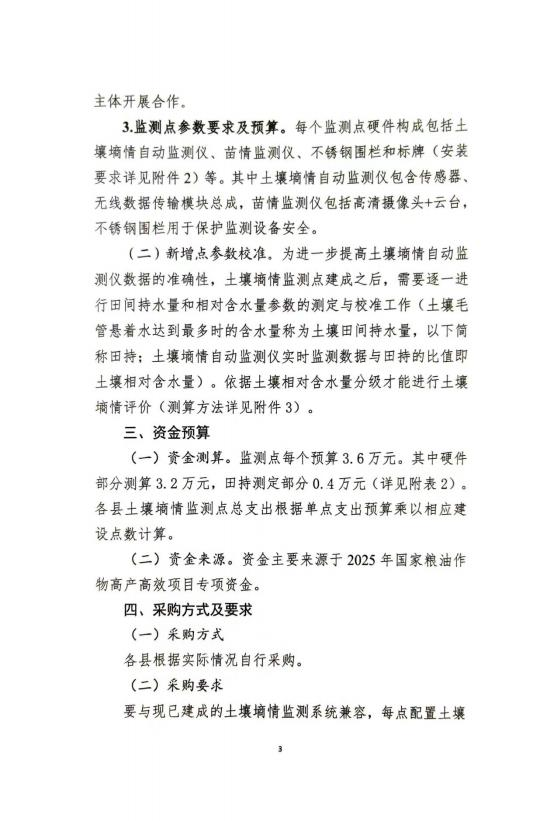 主体开展合作。
3.监测点参数要求及预算。每个监测点硬件构成包括土
壤墒情自动监测仪、苗情监测仪、不锈钢围栏和标牌（安装
要求详见附件2）等。其中土壤墒情自动监测仪包含传感器、
无线数据传输模块总成，苗情监测仪包括高清摄像头+云台，
不锈钢围栏用于保护监测设备安全。
（二）新增点参数校准。为进一步提高土壤墒情自动监
测仪数据的准确性，土壤墒情监测点建成之后，需要逐一进
行田间持水量和相对含水量参数的测定与校准工作（土壤毛
管悬着水达到最多时的含水量称为土壤田间持水量，以下简
称田持；土壤墒情自动监测仪实时监测数据与田持的比值即
土壤相对含水量）。依据土壤相对含水量分级才能进行土壤
墒情评价（测算方法详见附件3）。
三、资金预算
（一）资金测算。监测点每个预算3.6万元。其中硬件
部分测算3.2万元，田持测定部分0.4万元（详见附表2）。
各县土壤墒情监测点总支出根据单点支出预算乘以相应建
设点数计算。
（二）资金来源。资金主要来源于2025年国家粮油作
物高产高效项目专项资金。
四、采购方式及要求
（一）采购方式
各县根据实际情况自行采购。
（二）采购要求
要与现已建成的土壤墒情监测系统兼容，每点配置土壤
3